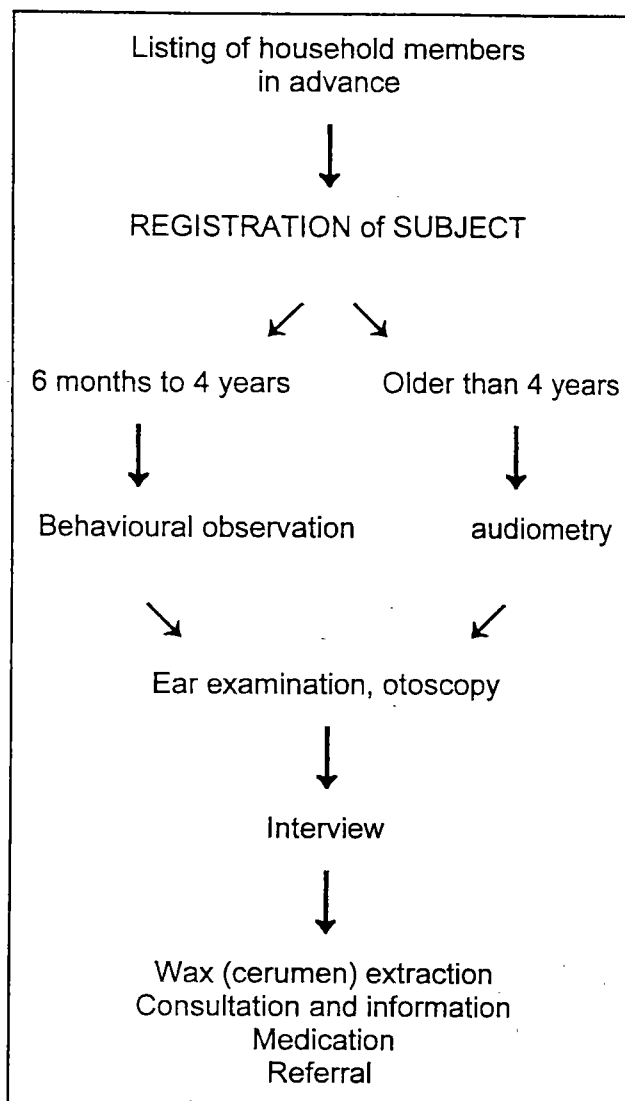 Listing of household members
in advance
REGISTRATION of SUBJECT
6 months to 4 years
Older than 4 years
Behavioural observation
audiometry
Ear examination, otoscopy
Interview
Wax (cerumen) extraction
Consultation and information
Medication
Referral